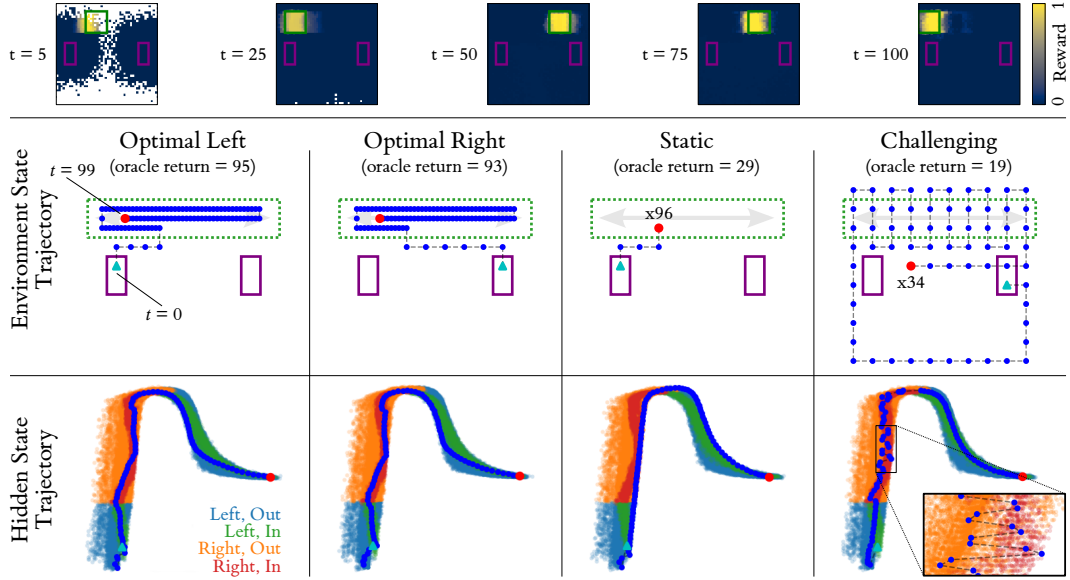 t = 5
t = 25
t = 50
t = 75
t = 100
0 Reward 1
Optimal Left
(oracle return = 95)
Optimal Right
(oracle return = 93)
Static
(oracle return = 29)
Challenging
(oracle return = 19)
Environment State
Trajectory
t = 99
t = 0
x96
x34
Hidden State
Trajectory
Left, Out
Left, In
Right, Out
Right, In